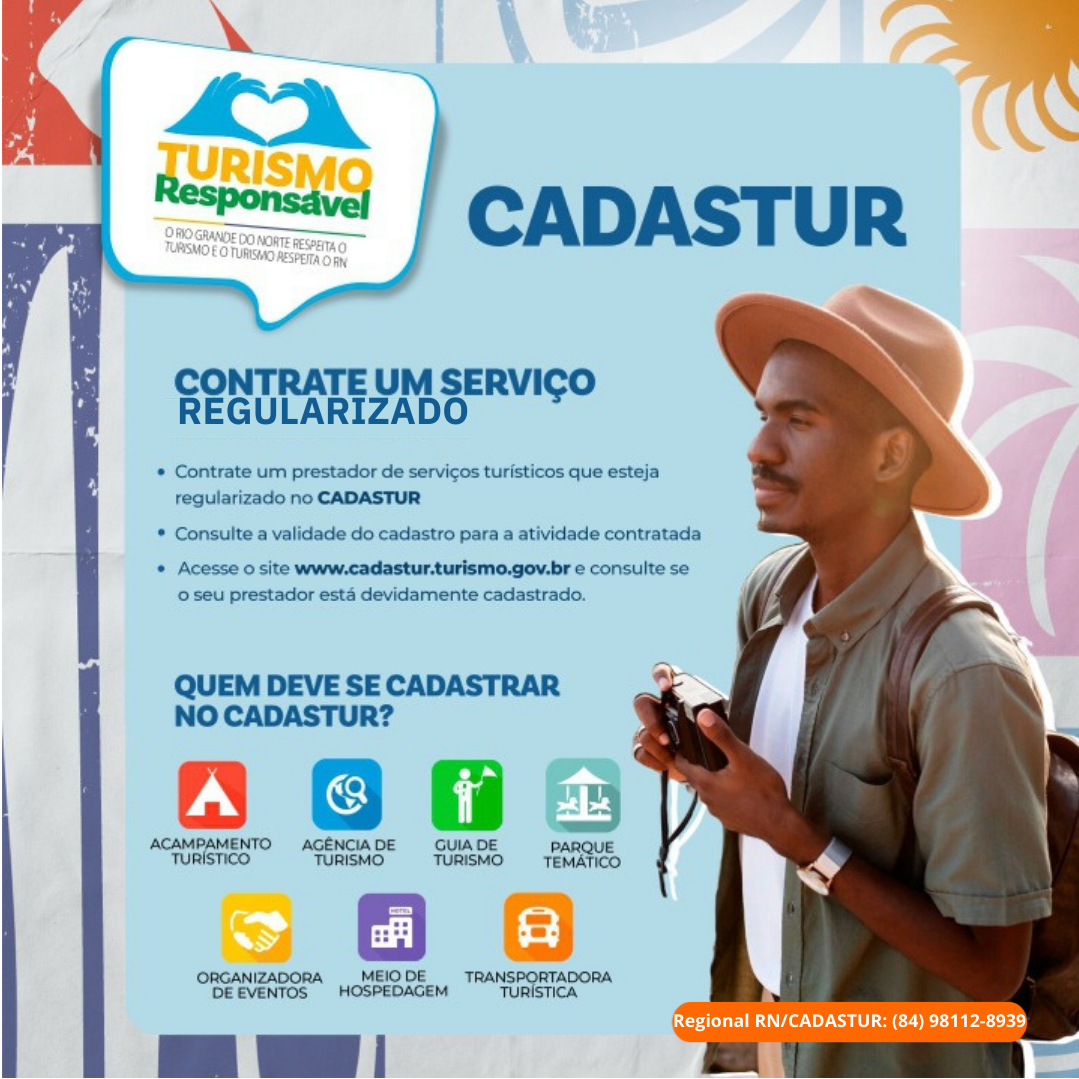 TURISMO
Responsável
O RIO GRANDE DO NORTE RESPEITA O
TURISMO E O TURISMO RESPEITA O RN
CADASTUR
CONTRATE UM SERVIÇO
REGULARIZADO
• Contrate um prestador de serviços turísticos que esteja
regularizado no CADASTUR
• Consulte a validade do cadastro para a atividade contratada
• Acesse o site www.cadastur.turismo.gov.br e consulte se
o seu prestador está devidamente cadastrado.
QUEM DEVE SE CADASTRAR
NO CADASTUR?
ACAMPAMENTO
TURÍSTICO
AGÊNCIA DE
TURISMO
GUIA DE
TURISMO
PARQUE
TEMÁTICO
HOTEL
ORGANIZADORA
DE EVENTOS
MEIO DE
HOSPEDAGEM
TRANSPORTADORA
TURÍSTICA
Regional RN/CADASTUR: (84) 98112-8939